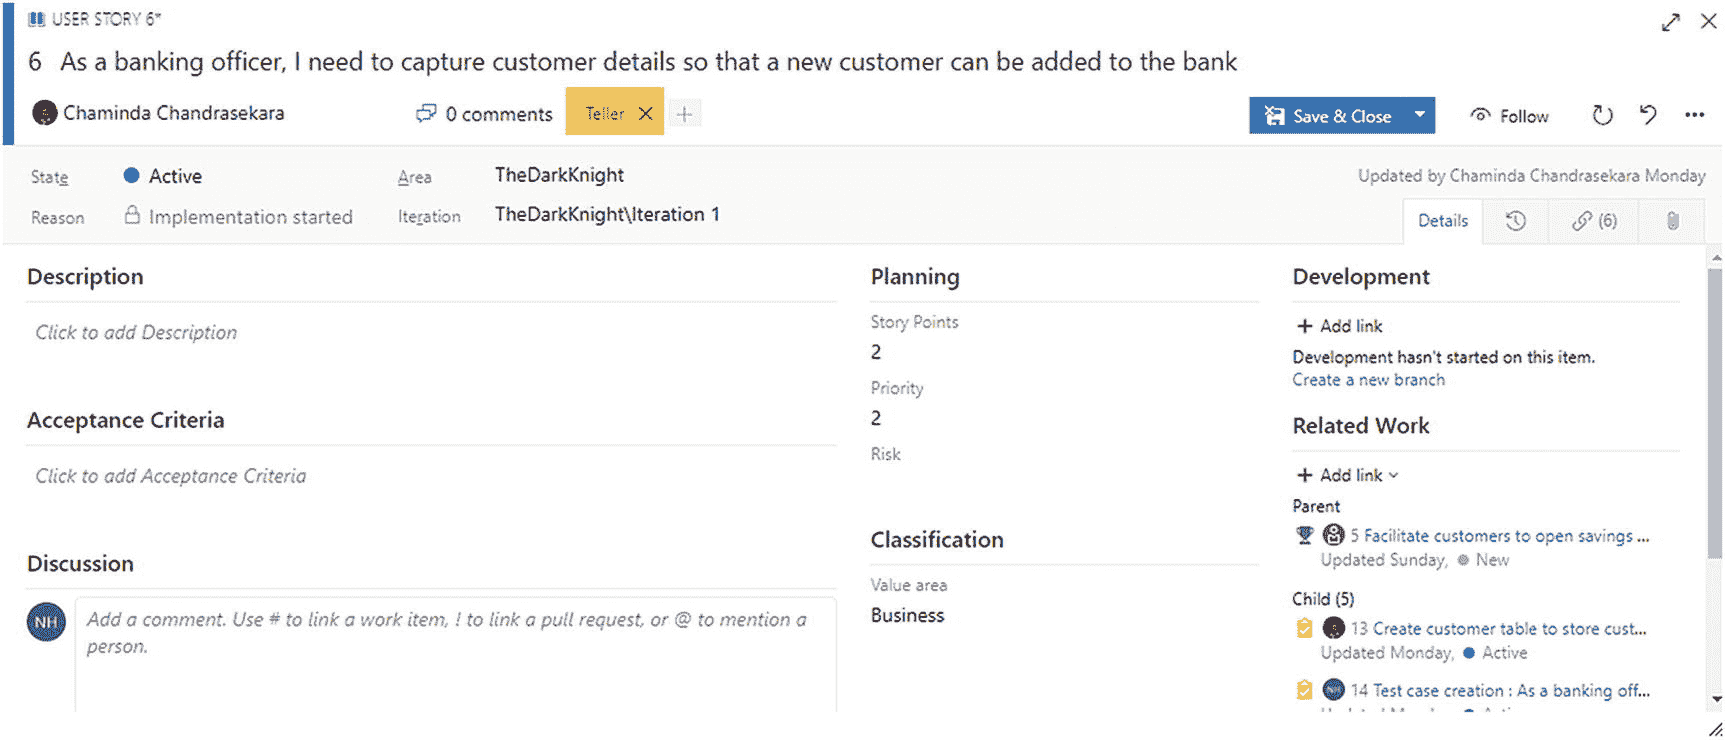 USER STORY 6*
6 As a banking officer, I need to capture customer details so that a new customer can be added to the bank
Chaminda Chandrasekara 0 comments Teller Save & Close Follow
State Active Area TheDarkKnight Updated by Chaminda Chandrasekara Monday
Reason Implementation started Iteration TheDarkKnight\Iteration 1 Details (6)
Description
Click to add Description
Acceptance Criteria
Click to add Acceptance Criteria
Discussion
NH
Add a comment. Use # to link a work item, ! to link a pull request, or @ to mention a
person.
Planning
Story Points
2
Priority
2
Risk
Classification
Value area
Business
Development
+ Add link
Development hasn't started on this item.
Create a new branch
Related Work
+ Add link
Parent
5 Facilitate customers to open savings ...
Updated Sunday, New
Child (5)
13 Create customer table to store cust...
Updated Monday, Active
NH 14 Test case creation : As a banking off...